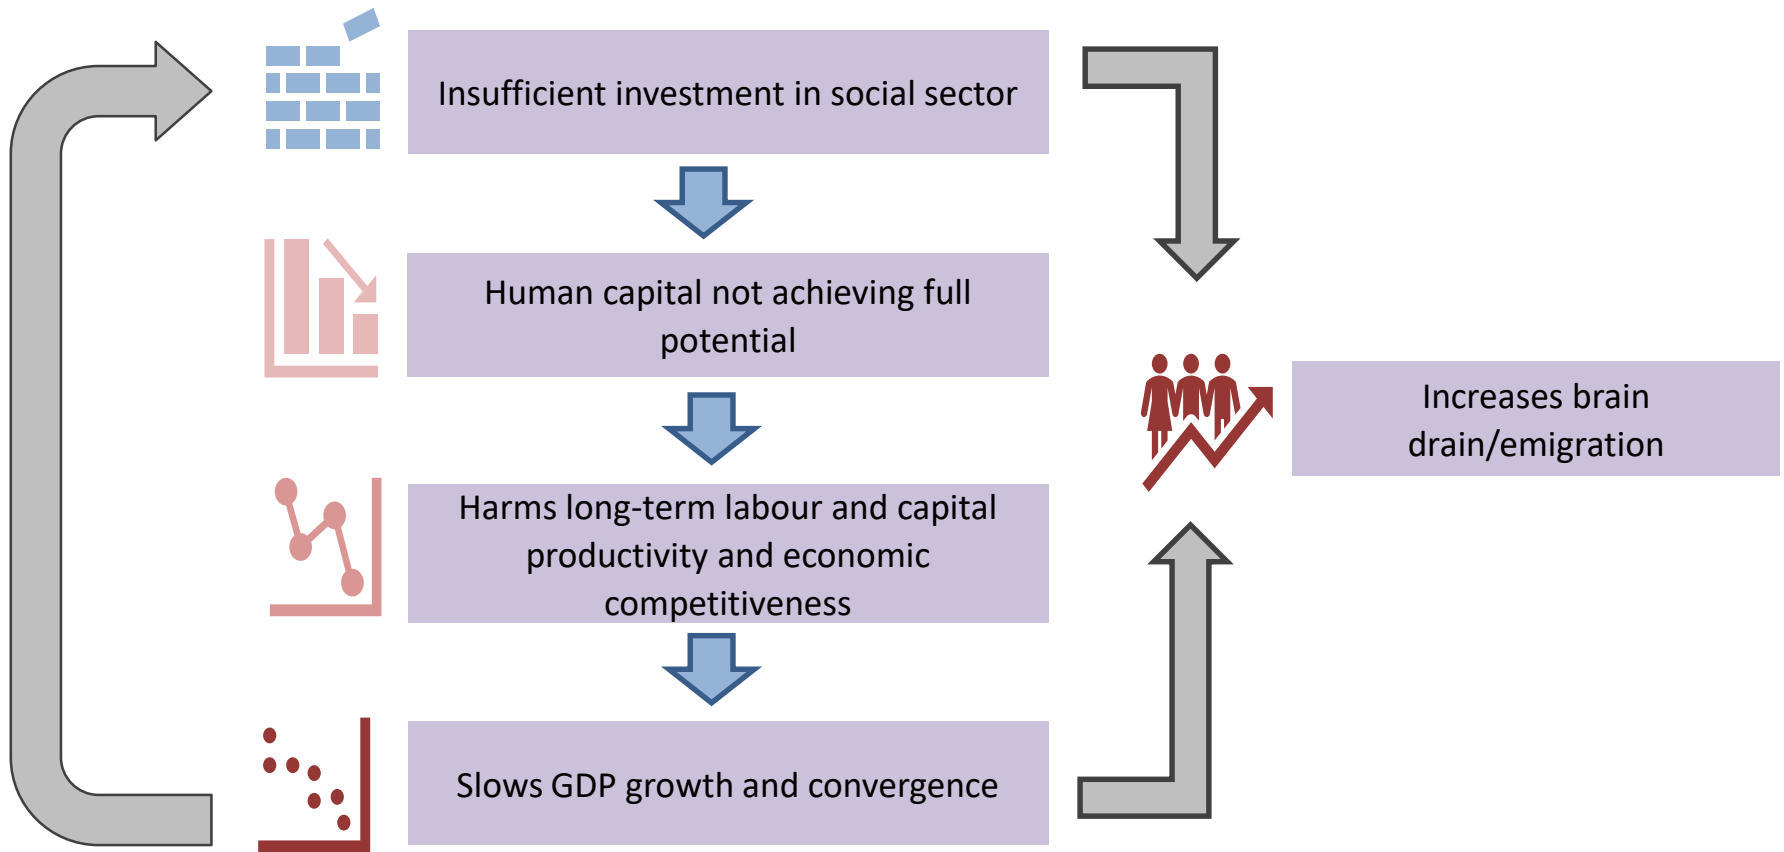 Insufficient investment in social sector
Human capital not achieving full
potential
Harms long-term labour and capital
productivity and economic
competitiveness
Slows GDP growth and convergence
Increases brain
drain/emigration